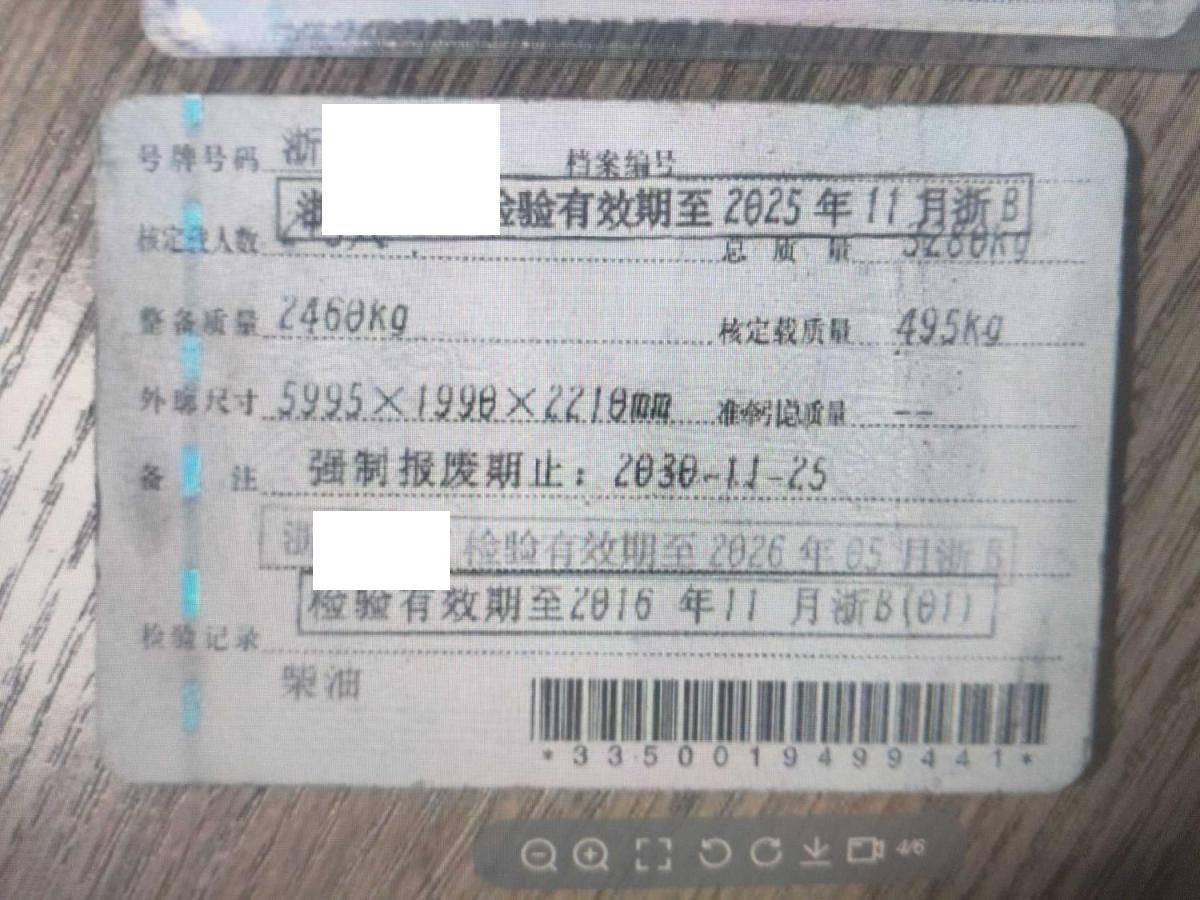 号牌号码 浙 档案编号
检验有效期至2025年11月浙B
核定载人数 总质量 3280kg
整备质量 2460kg 核定载质量 495kg
外廓尺寸 5995×1990×2210mm 准牵引总质量 --
备注 强制报废期止：2030-11-25
浙 检验有效期至2026年05月浙B
检验有效期至2016年11月浙B(01)
检验记录
柴油
*3350019499441*
4/6